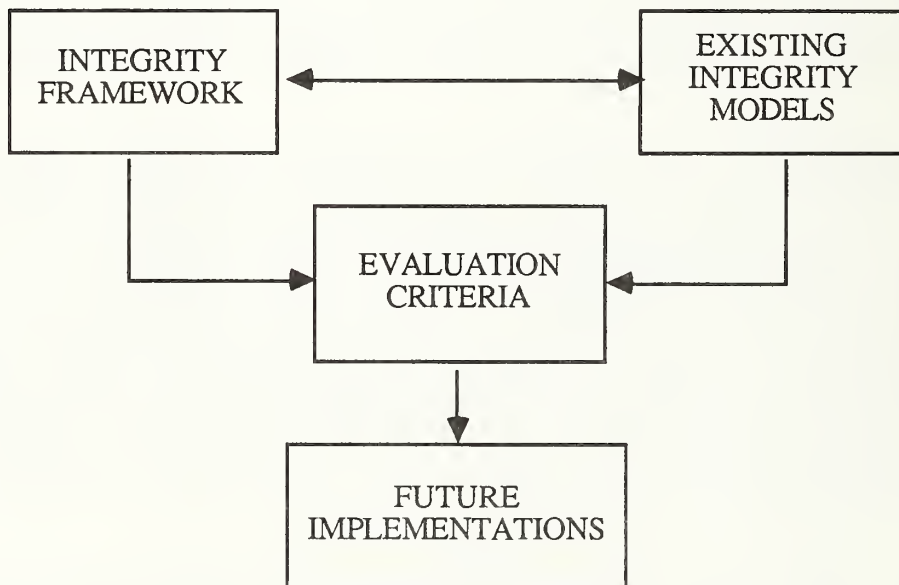 INTEGRITY
FRAMEWORK
EXISTING
INTEGRITY
MODELS
EVALUATION
CRITERIA
FUTURE
IMPLEMENTATIONS